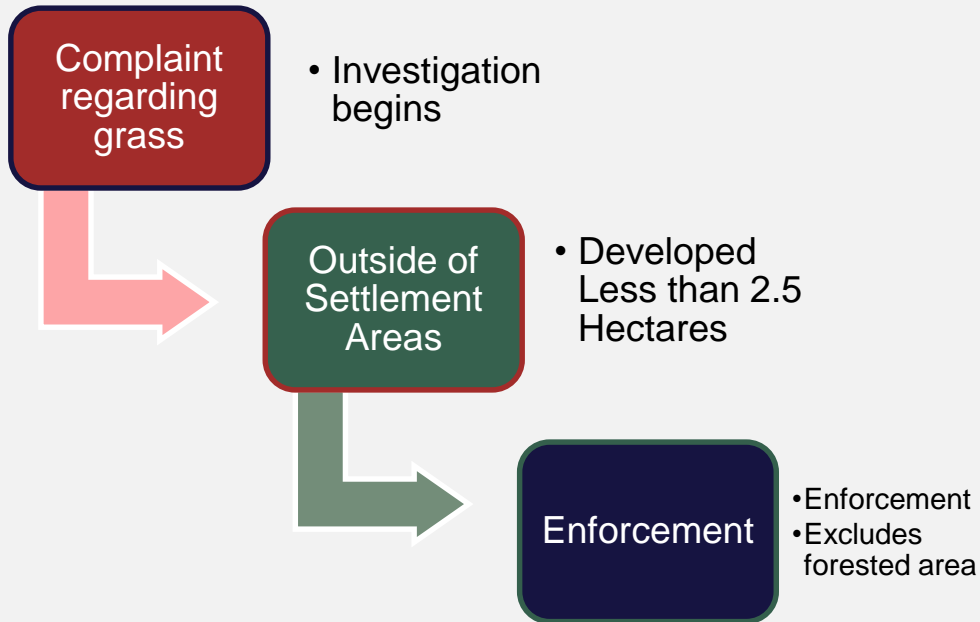 Complaint
regarding
grass
• Investigation
begins
Outside of
Settlement
Areas
• Developed
Less than 2.5
Hectares
Enforcement
•Enforcement
•Excludes
forested area